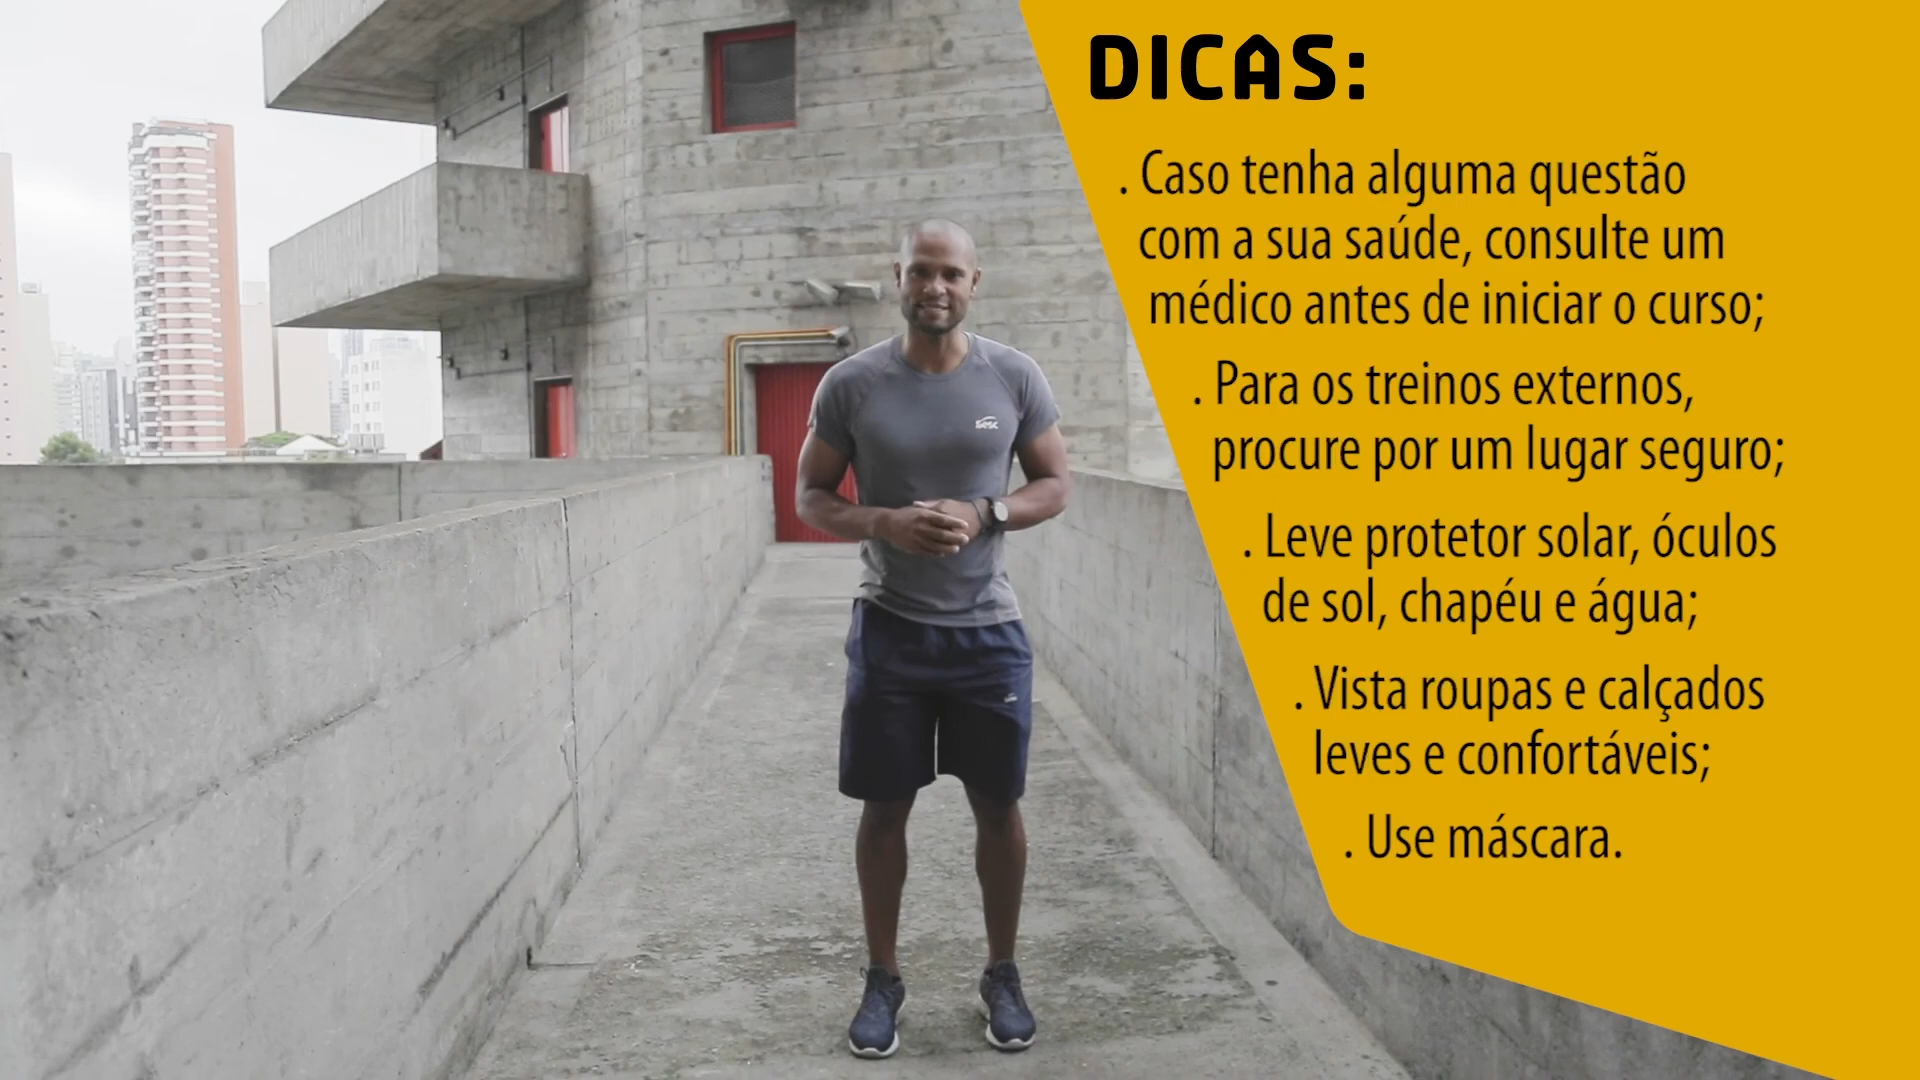 DICAS:
. Caso tenha alguma questão
com a sua saúde, consulte um
médico antes de iniciar o curso;
. Para os treinos externos,
procure por um lugar seguro;
. Leve protetor solar, óculos
de sol, chapéu e água;
. Vista roupas e calçados
leves e confortáveis;
. Use máscara.
Sesc